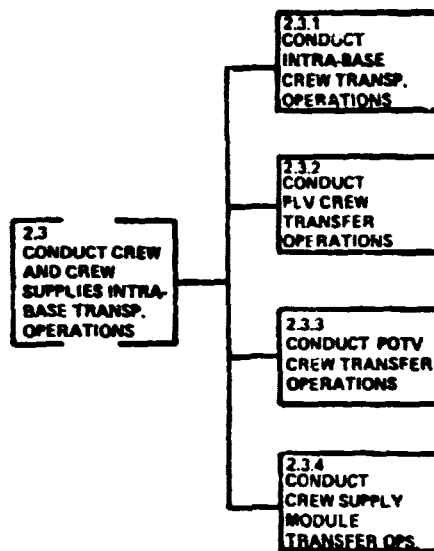 2.3
CONDUCT CREW
AND CREW
SUPPLIES INTRA-
BASE TRANSP.
OPERATIONS
2.3.1
CONDUCT
INTRA-BASE
CREW TRANSP.
OPERATIONS
2.3.2
CONDUCT
PLV CREW
TRANSFER
OPERATIONS
2.3.3
CONDUCT POTV
CREW TRANSFER
OPERATIONS
2.3.4
CONDUCT
CREW SUPPLY
MODULE
TRANSFER OPS.